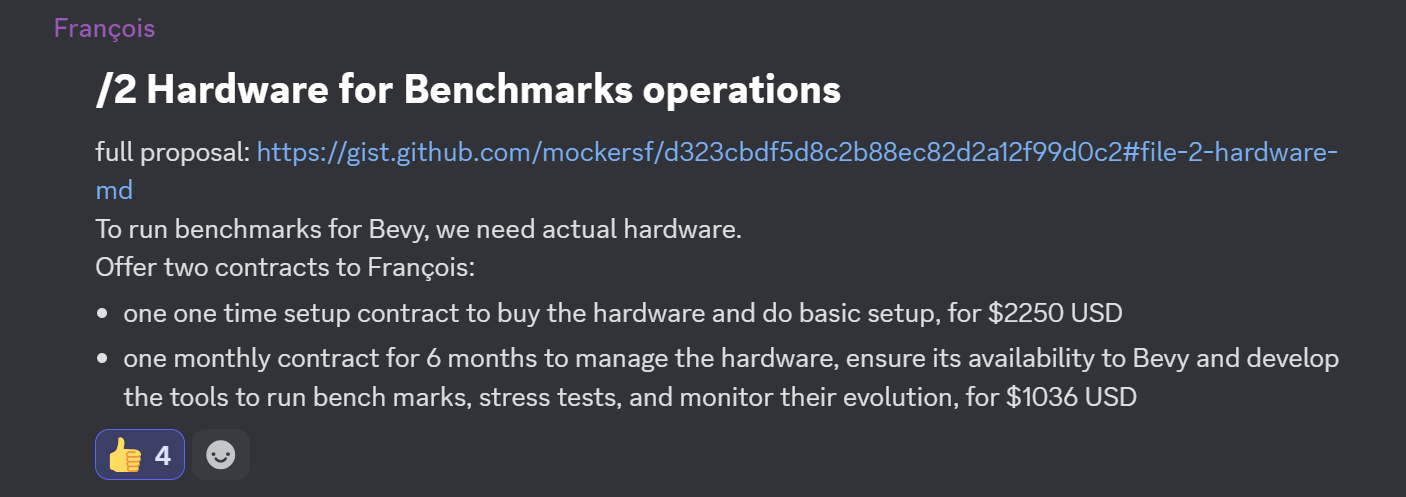 François
/2 Hardware for Benchmarks operations
full proposal: https://gist.github.com/mockersf/d323cbdf5d8c2b88ec82d2a12f99d0c2#file-2-hardware-
md
To run benchmarks for Bevy, we need actual hardware.
Offer two contracts to François:
• one one time setup contract to buy the hardware and do basic setup, for $2250 USD
• one monthly contract for 6 months to manage the hardware, ensure its availability to Bevy and develop
the tools to run bench marks, stress tests, and monitor their evolution, for $1036 USD
👍 4